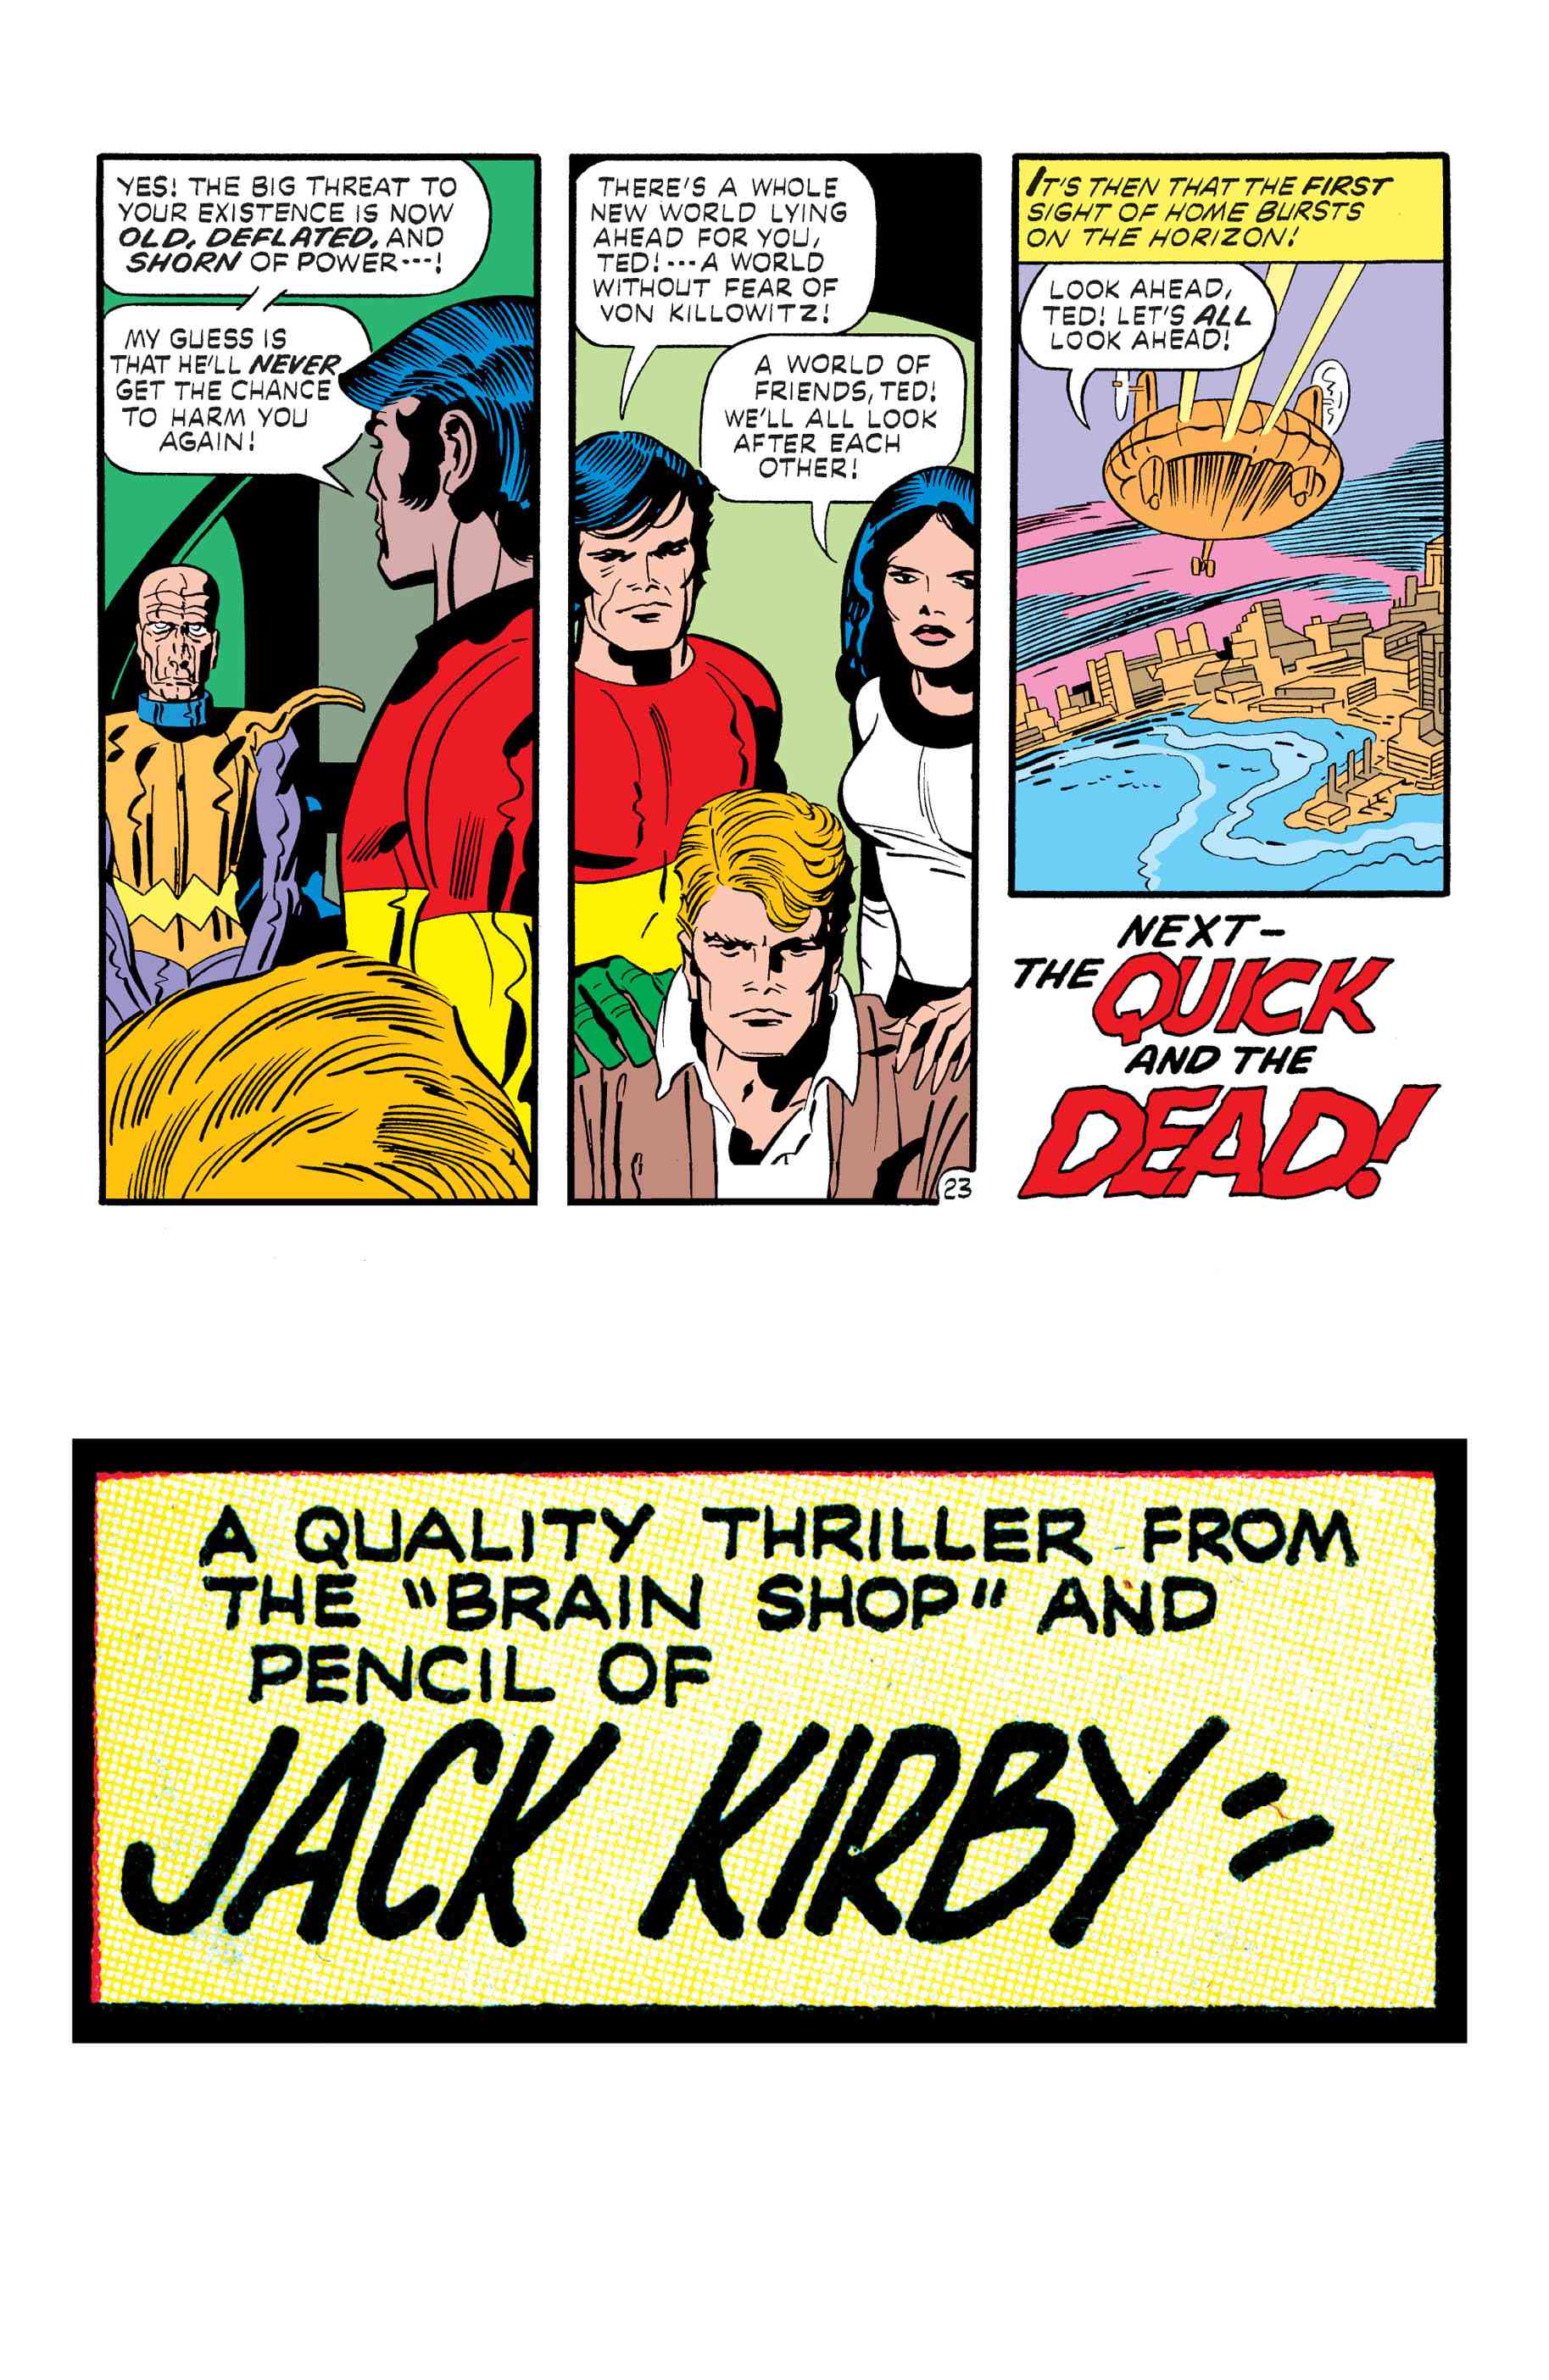 YES! THE BIG THREAT TO
YOUR EXISTENCE IS NOW
OLD, DEFLATED, AND
SHORN OF POWER---!
MY GUESS IS
THAT HE'LL NEVER
GET THE CHANCE
TO HARM YOU
AGAIN!
THERE'S A WHOLE
NEW WORLD LYING
AHEAD FOR YOU,
TED!---A WORLD
WITHOUT FEAR OF
VON KILLOWITZ!
A WORLD OF
FRIENDS, TED!
WE'LL ALL LOOK
AFTER EACH
OTHER!
23
IT'S THEN THAT THE FIRST
SIGHT OF HOME BURSTS
ON THE HORIZON!
LOOK AHEAD,
TED! LET'S ALL
LOOK AHEAD!
NEXT-
THE QUICK
AND THE
DEAD!
A QUALITY THRILLER FROM
THE "BRAIN SHOP" AND
PENCIL OF
JACK KIRBY=